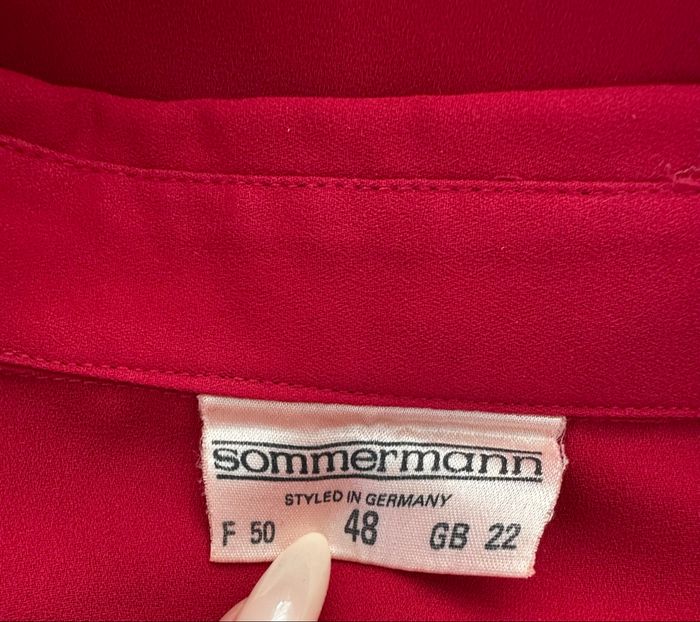 sommermann
STYLED IN GERMANY
F 50 48 GB 22